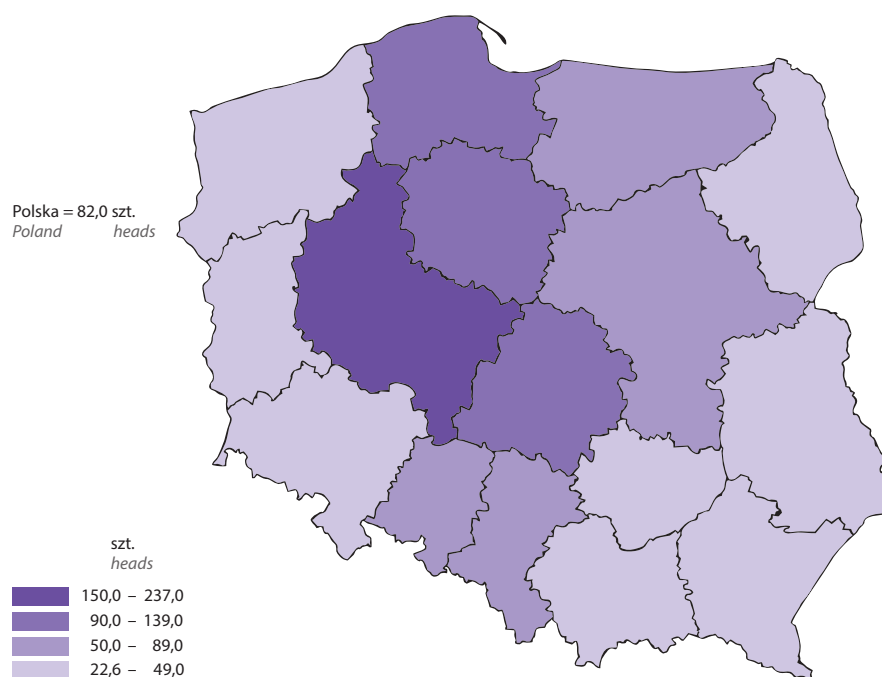 Polska = 82,0 szt.
Poland heads
szt.
heads
150,0 – 237,0
90,0 – 139,0
50,0 – 89,0
22,6 – 49,0